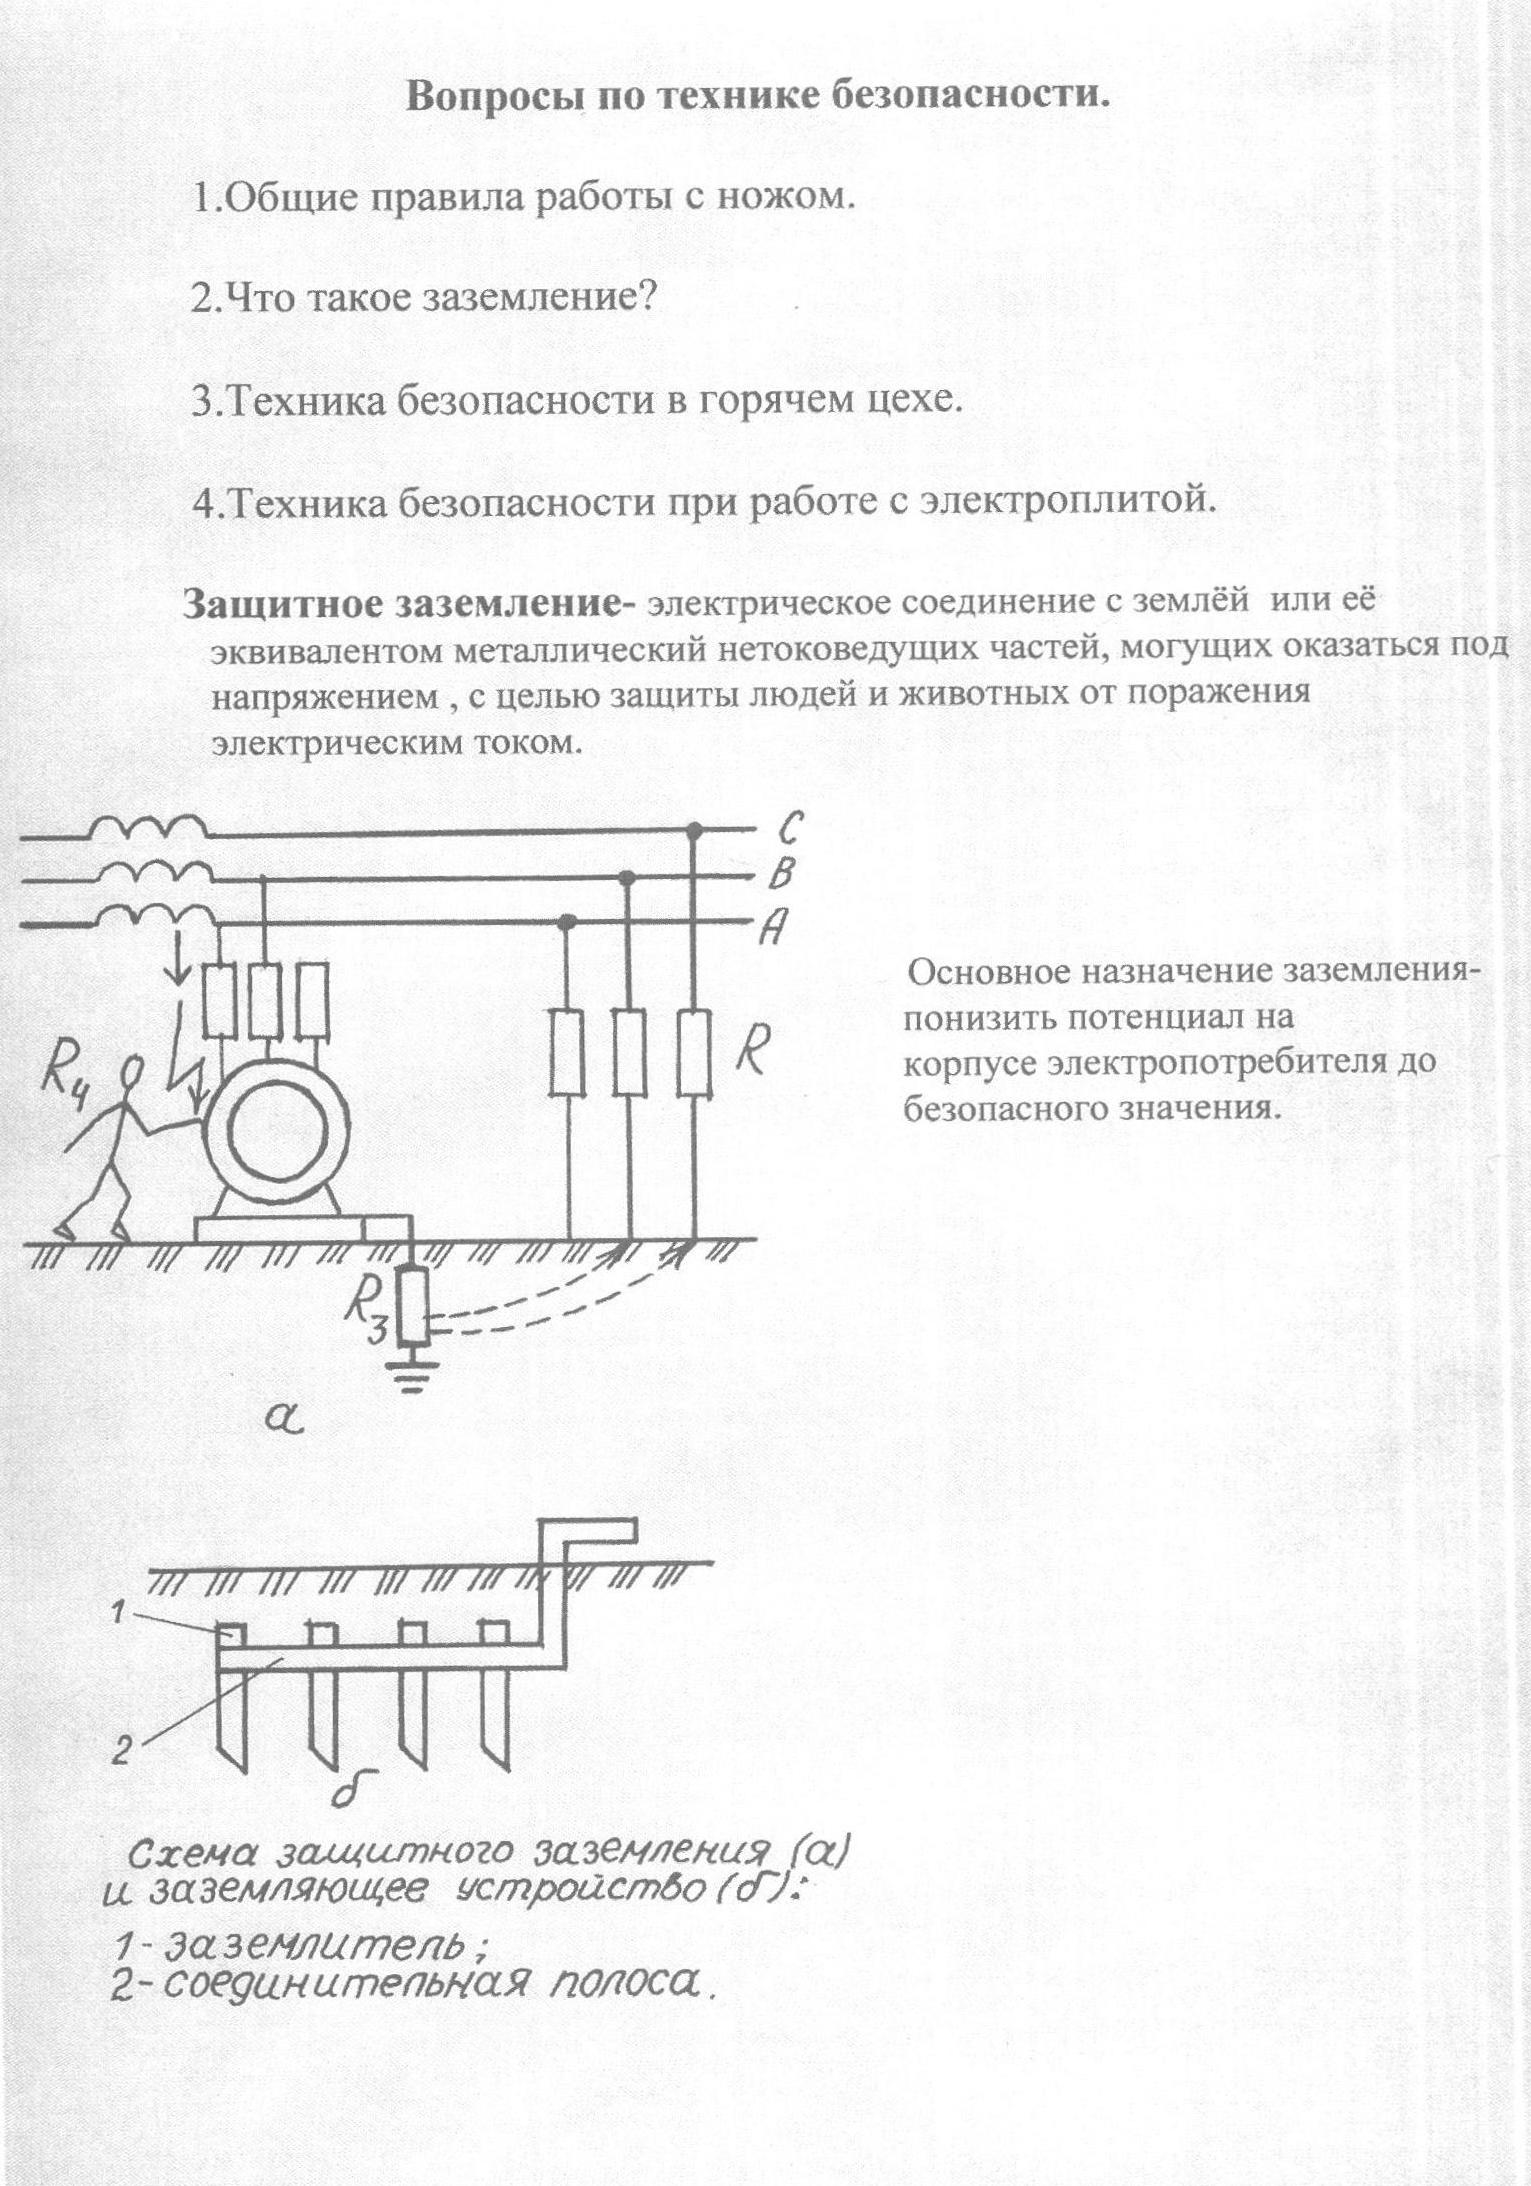 Вопросы по технике безопасности.
1.Общие правила работы с ножом.
2.Что такое заземление?
3.Техника безопасности в горячем цехе.
4.Техника безопасности при работе с электроплитой.
Защитное заземление- электрическое соединение с землёй или её
эквивалентом металлический нетоковедущих частей, могущих оказаться под
напряжением , с целью защиты людей и животных от поражения
электрическим током.
C
B
A
Основное назначение заземления-
понизить потенциал на
корпусе электропотребителя до
безопасного значения.
R
Rч
Rз
а
1
2
б
Схема защитного заземления (а)
и заземляющее устройство (б):
1- заземлитель;
2- соединительная полоса.